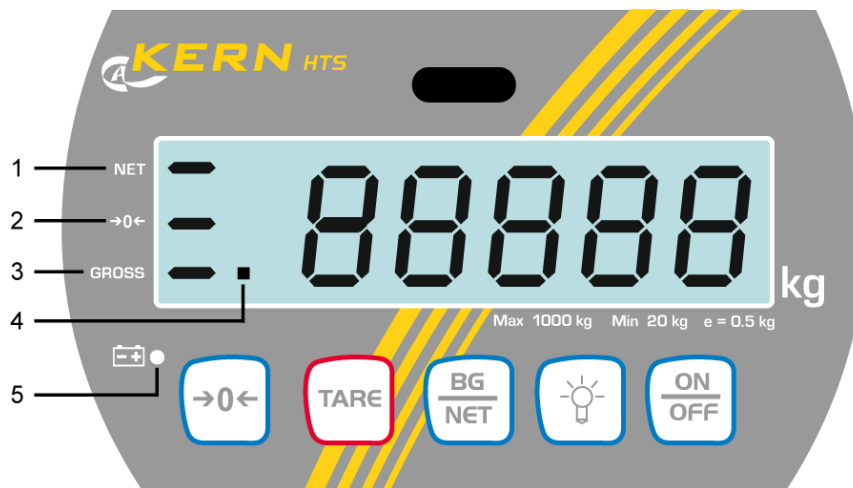 KERN HTS
1 NET
2 →0←
3 GROSS
4
88888 kg
Max 1000 kg Min 20 kg e = 0.5 kg
5
→0←
TARE
BG
NET
ON
OFF